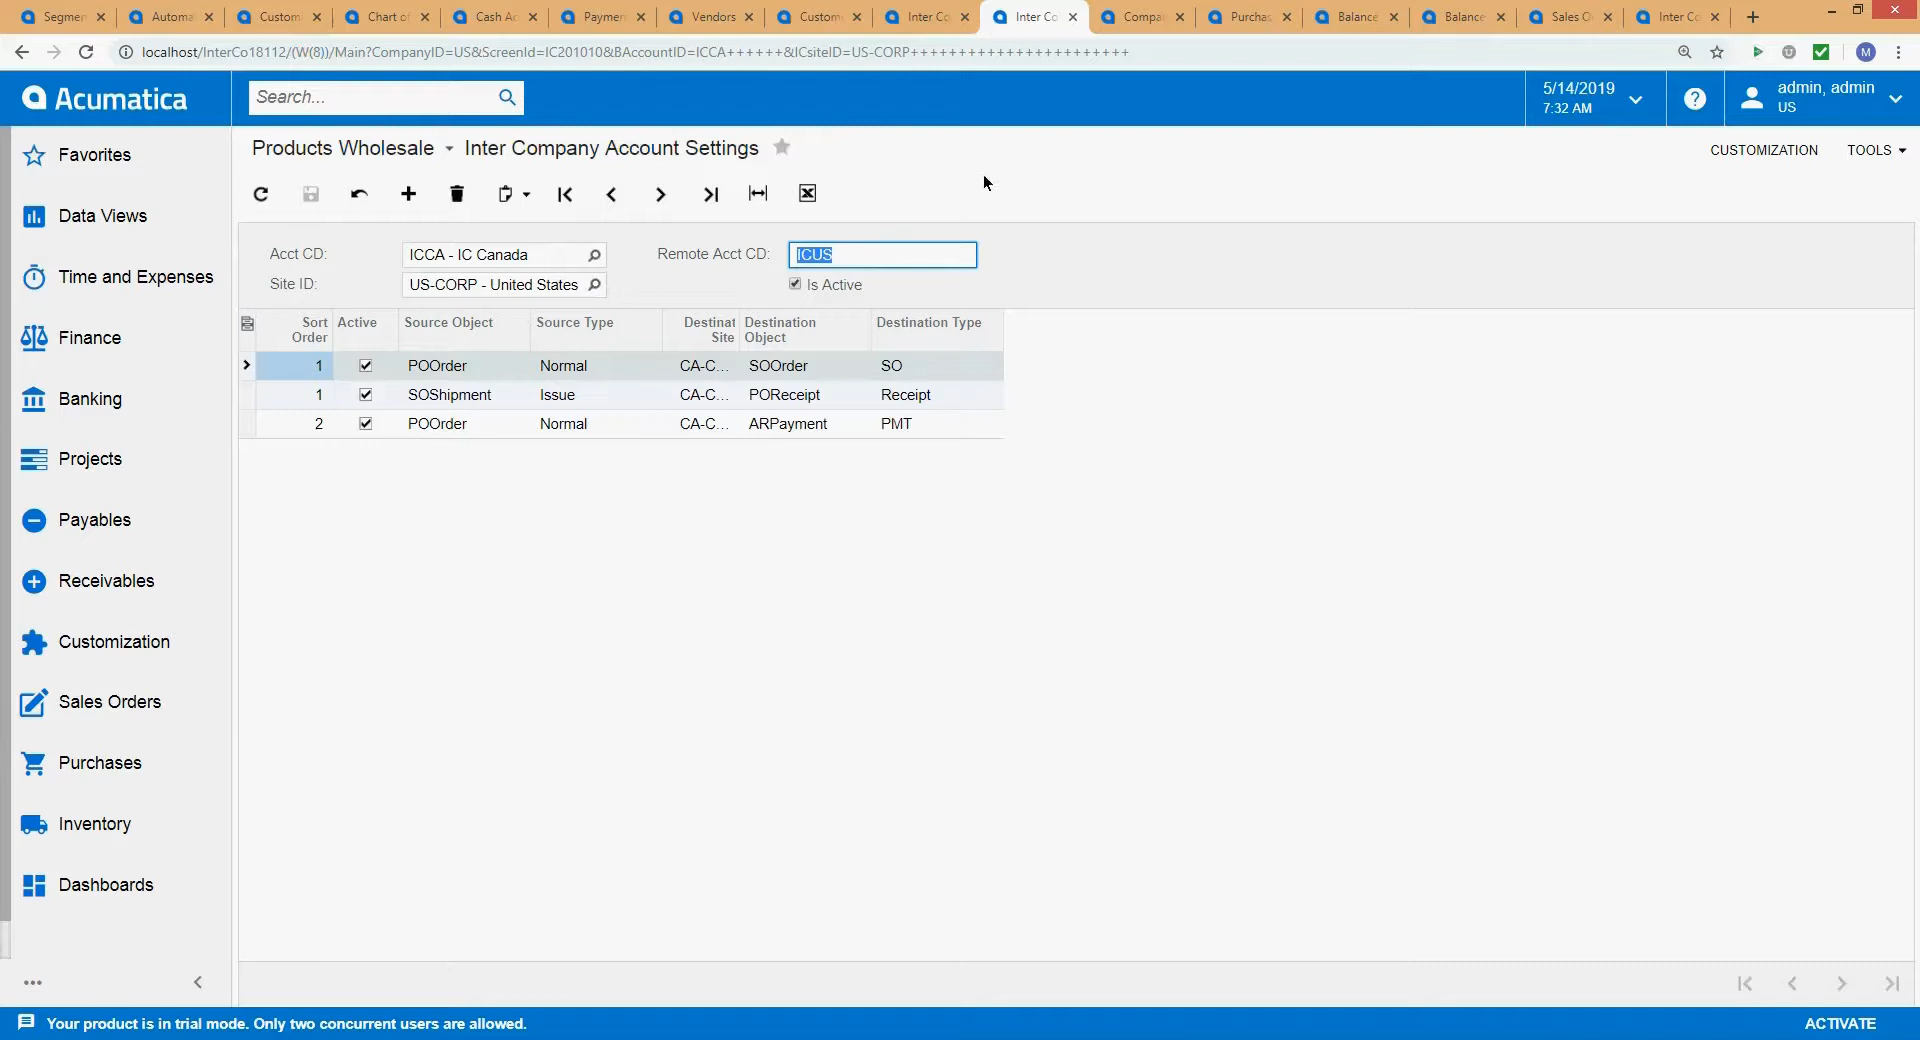 Segmen
Automa
Custom
Chart of
Cash Ac
Paymen
Vendors
Custome
Inter Co
Inter Co
Compa
Purchas
Balance
Balance
Sales O
Inter Co
localhost/InterCo18112/(W(8))/Main?CompanyID=US&ScreenId=IC201010&BAccountID=ICCA++++++&ICsiteID=US-CORP+++++++++++++++++++++++
M
Acumatica
Search...
5/14/2019
7:32 AM
?
admin, admin
US
Favorites
Data Views
Time and Expenses
Finance
Banking
Projects
Payables
Receivables
Customization
Sales Orders
Purchases
Inventory
Dashboards
Products Wholesale
Inter Company Account Settings
CUSTOMIZATION
TOOLS
Acct CD:
ICCA - IC Canada
Remote Acct CD:
ICUS
Site ID:
US-CORP - United States
Is Active
Sort Order
Active
Source Object
Source Type
Destinat Site
Destination Object
Destination Type
1 POOrder Normal CA-C... SOOrder SO
1 SOShipment Issue CA-C... POReceipt Receipt
2 POOrder Normal CA-C... ARPayment PMT
Your product is in trial mode. Only two concurrent users are allowed.
ACTIVATE